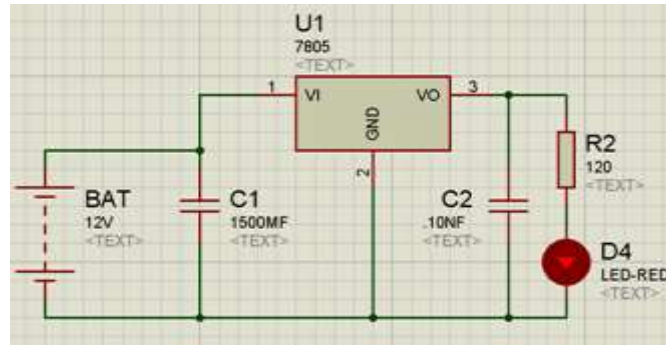 U1
7805
<TEXT>
1
VI
VO
3
GND
2
BAT
12V
<TEXT>
C1
1500MF
<TEXT>
C2
.10NF
<TEXT>
R2
120
<TEXT>
D4
LED-RED
<TEXT>